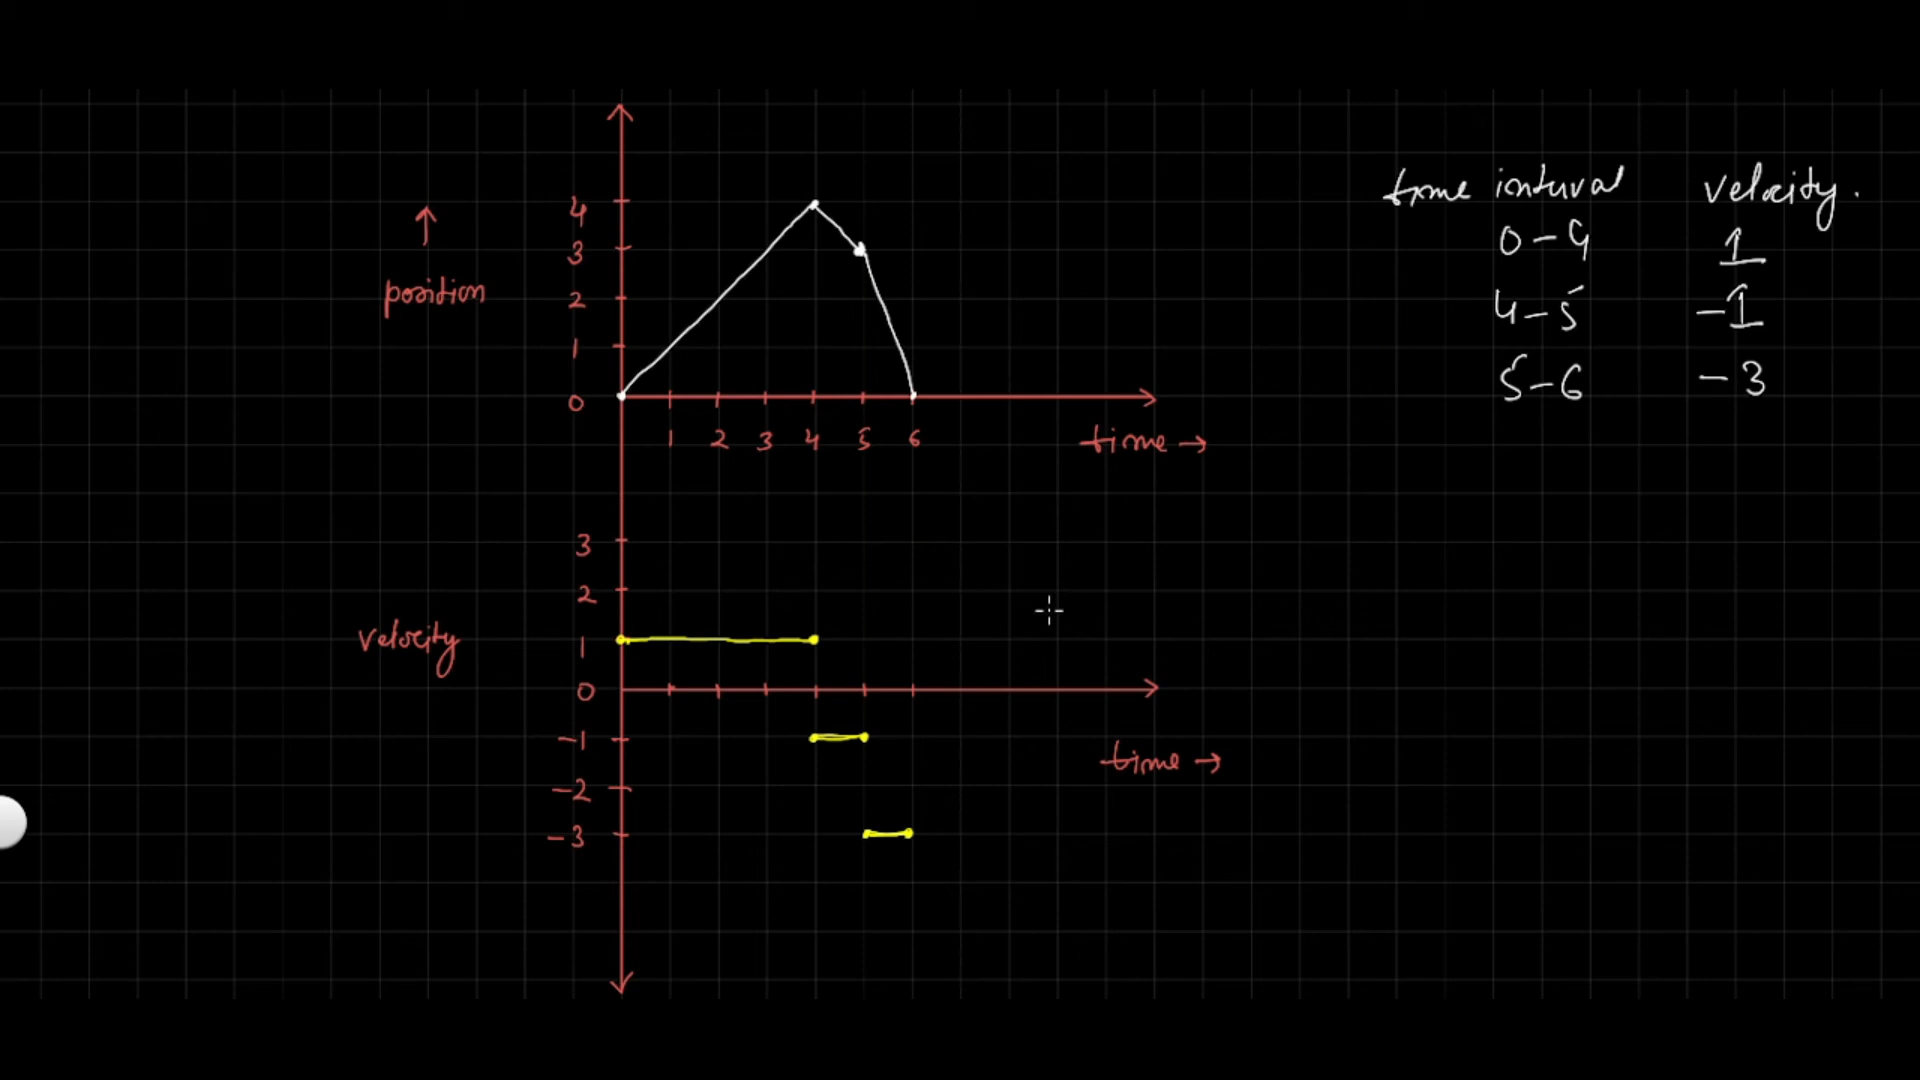 time interval velocity.
0-4 1
4-5 -1
5-6 -3
↑
position
4
3
2
1
0
1 2 3 4 5 6
time →
3
2
1
velocity
0
-1
-2
-3
time →